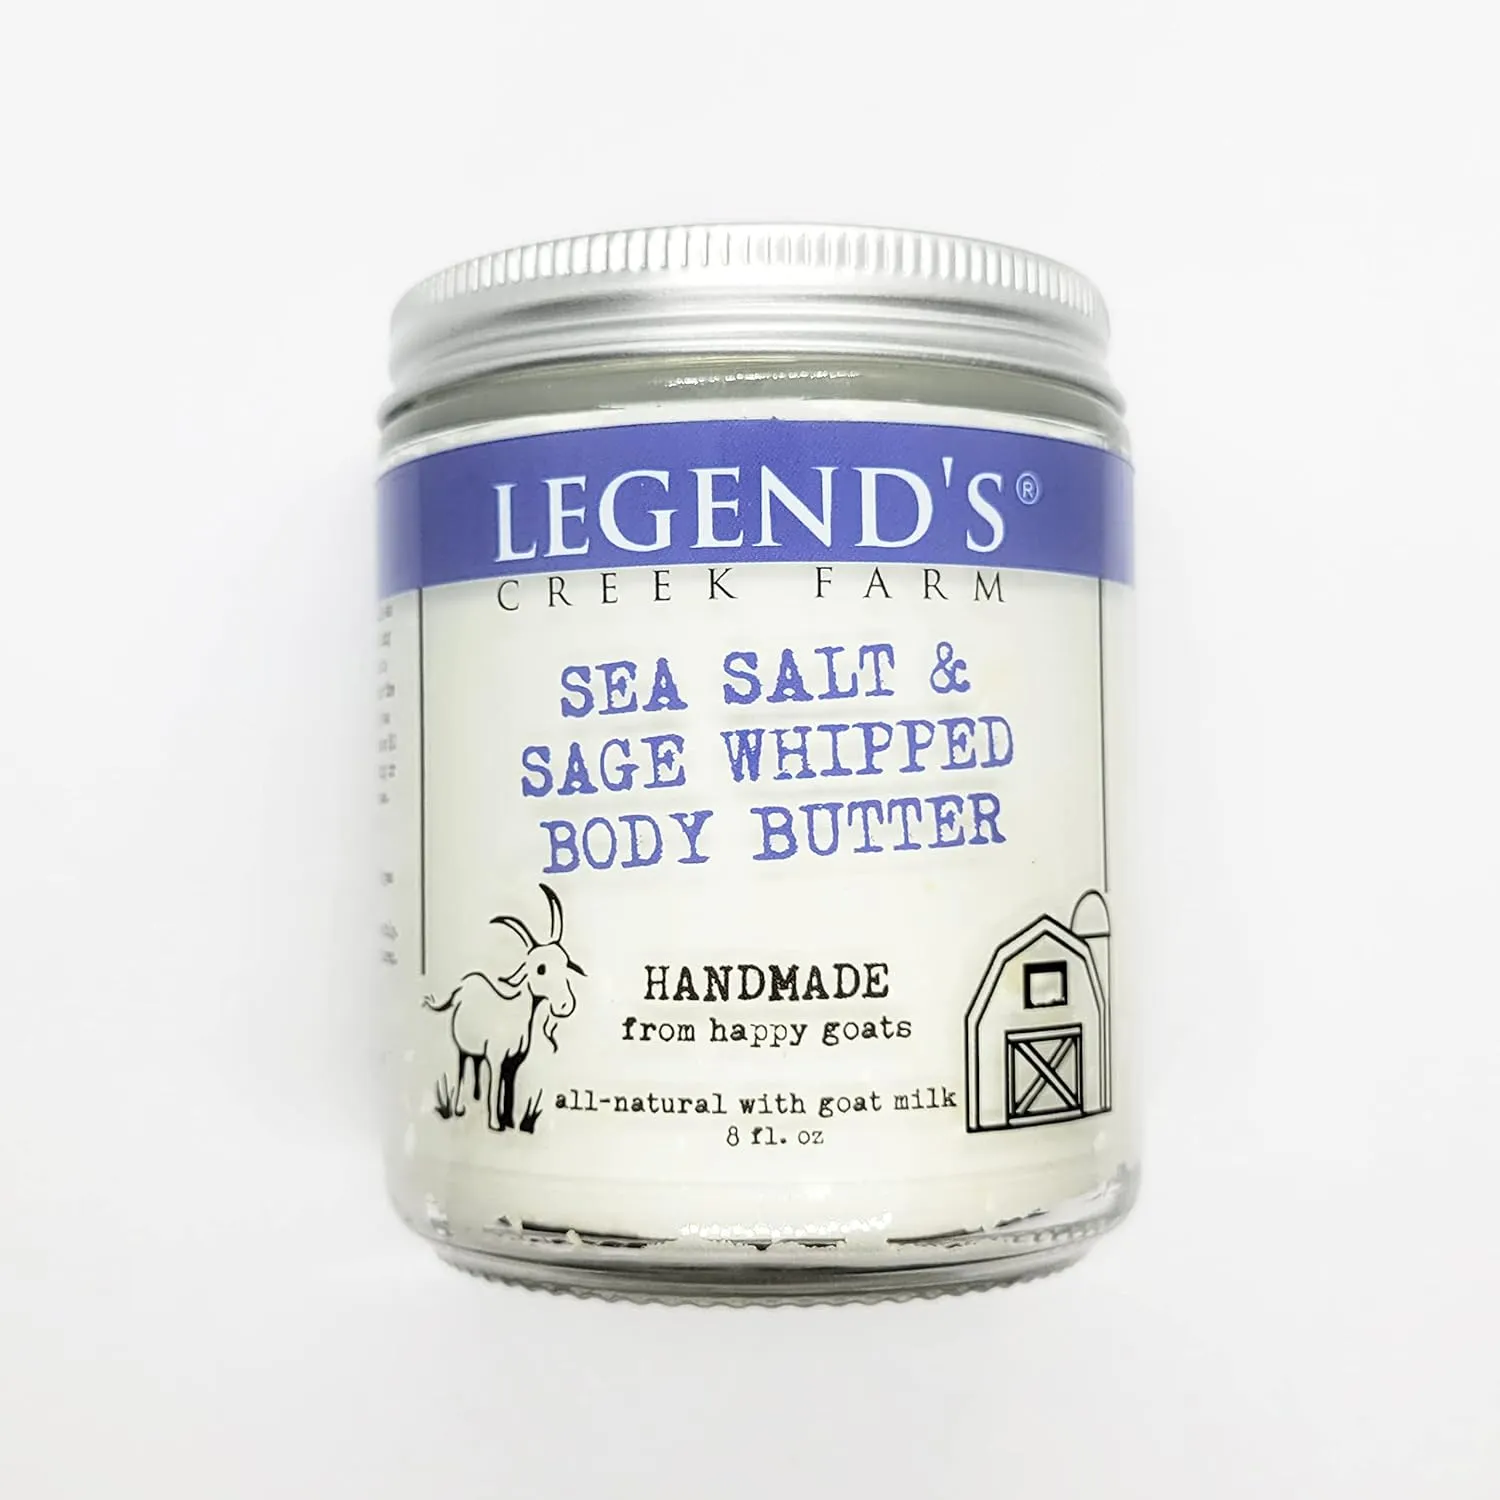 LEGEND'S®
CREEK FARM
SEA SALT &
SAGE WHIPPED
BODY BUTTER
HANDMADE
from happy goats
all-natural with goat milk
8 fl. oz